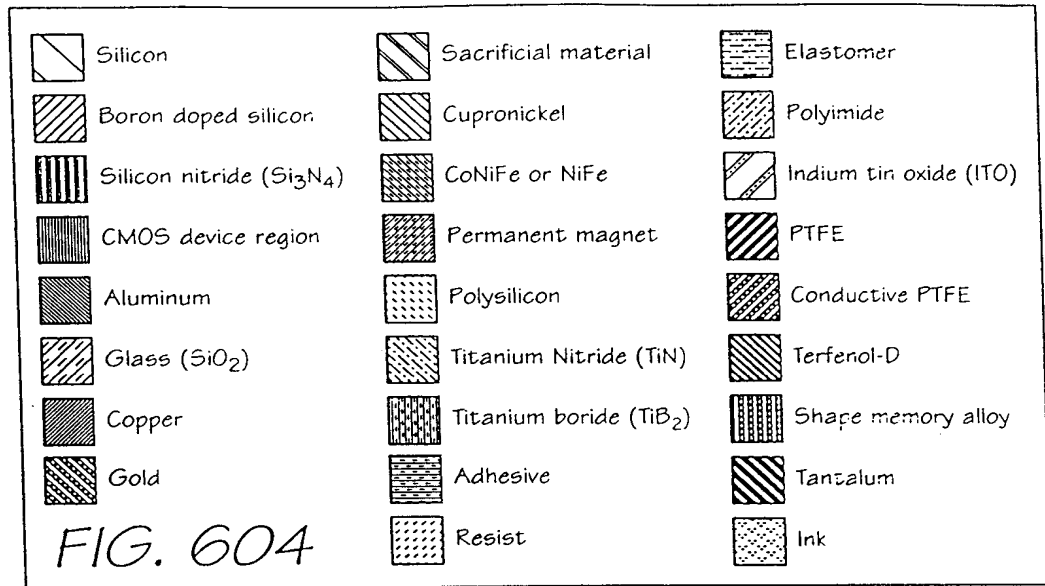 Silicon
Boron doped silicon
Silicon nitride (Si₃N₄)
CMOS device region
Aluminum
Glass (SiO₂)
Copper
Gold
FIG. 604
Sacrificial material
Cupronickel
CoNiFe or NiFe
Permanent magnet
Polysilicon
Titanium Nitride (TiN)
Titanium boride (TiB₂)
Adhesive
Resist
Elastomer
Polyimide
Indium tin oxide (ITO)
PTFE
Conductive PTFE
Terfenol-D
Shape memory alloy
Tantalum
Ink